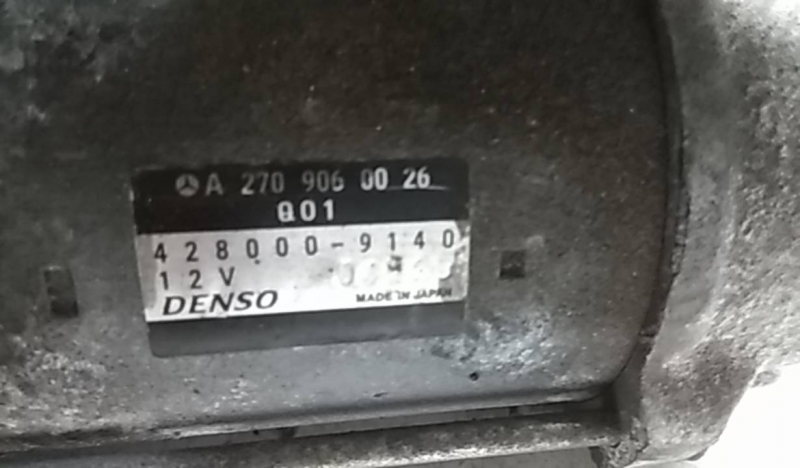 A 270 906 00 26
Q01
428000-9140
12V
DENSO MADE IN JAPAN